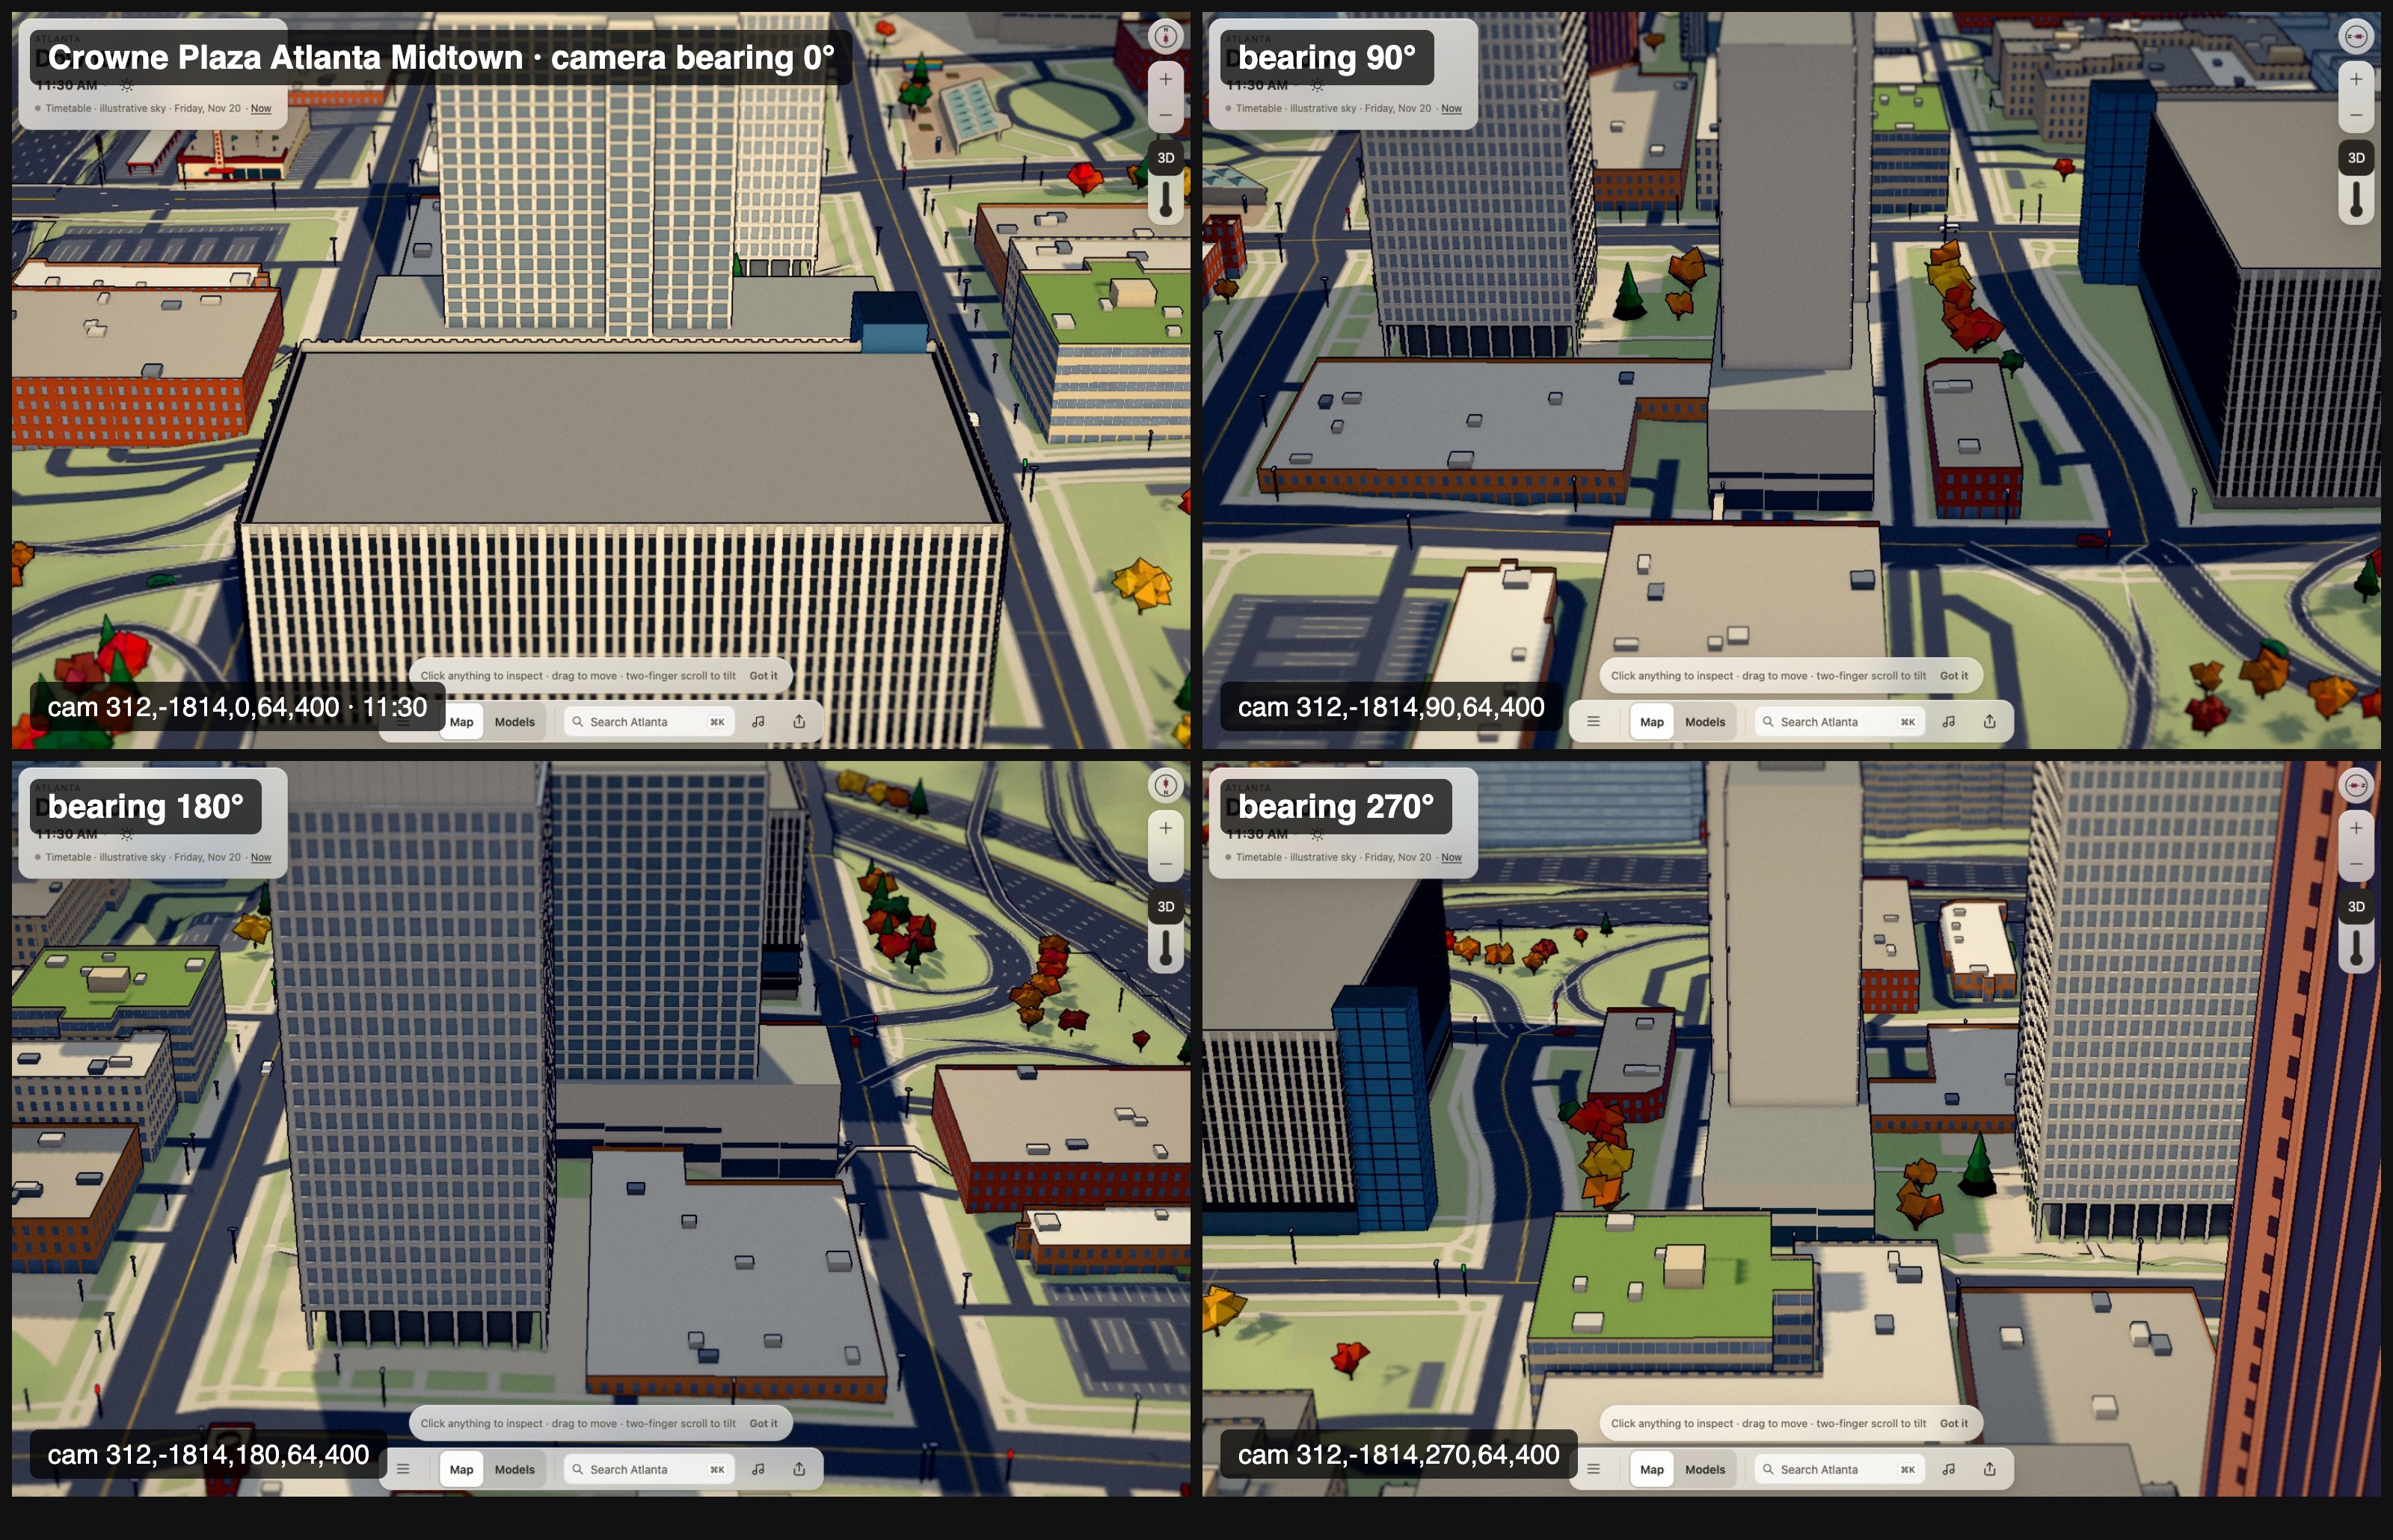 ATLANTA
Crowne Plaza Atlanta Midtown · camera bearing 0°
11:30 AM
Timetable · illustrative sky · Friday, Nov 20 · Now
N
+
−
3D
Click anything to inspect · drag to move · two-finger scroll to tilt Got it
cam 312,-1814,0,64,400 · 11:30
Map Models Search Atlanta ⌘K
ATLANTA
bearing 90°
11:30 AM
Timetable · illustrative sky · Friday, Nov 20 · Now
+
−
3D
Click anything to inspect · drag to move · two-finger scroll to tilt Got it
cam 312,-1814,90,64,400
Map Models Search Atlanta ⌘K
ATLANTA
bearing 180°
11:30 AM
Timetable · illustrative sky · Friday, Nov 20 · Now
N
+
−
3D
Click anything to inspect · drag to move · two-finger scroll to tilt Got it
cam 312,-1814,180,64,400
Map Models Search Atlanta ⌘K
ATLANTA
bearing 270°
11:30 AM
Timetable · illustrative sky · Friday, Nov 20 · Now
+
−
3D
Click anything to inspect · drag to move · two-finger scroll to tilt Got it
cam 312,-1814,270,64,400
Map Models Search Atlanta ⌘K